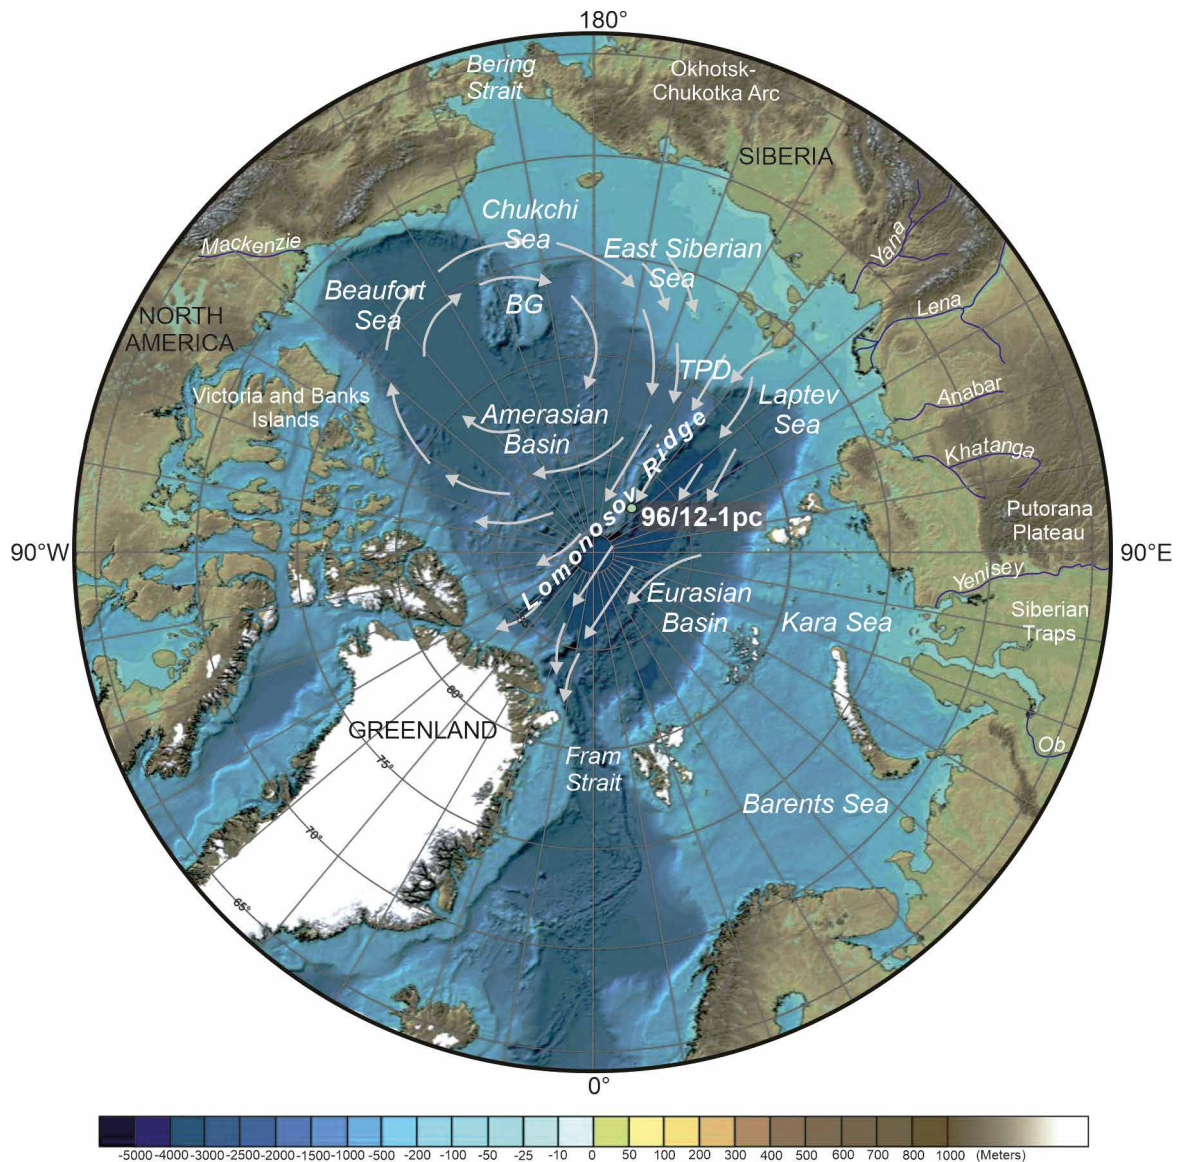 180°
Bering
Strait
Okhotsk-
Chukotka Arc
SIBERIA
Chukchi
Sea
East Siberian
Sea
Mackenzie
Yana
Beaufort
Sea
BG
Lena
NORTH
AMERICA
TPD
Victoria and Banks
Islands
Laptev
Sea
Anabar
Amerasian
Basin
Khatanga
Lomonosov Ridge
96/12-1pc
Putorana
Plateau
90°W
90°E
Yenisey
Eurasian
Basin
Kara Sea
Siberian
Traps
80°
GREENLAND
Ob
75°
Fram
Strait
Barents Sea
70°
65°
0°
-5000 -4000 -3000 -2500 -2000 -1500 -1000 -500 -200 -100 -50 -25 -10 0 50 100 200 300 400 500 600 700 800 1000 (Meters)